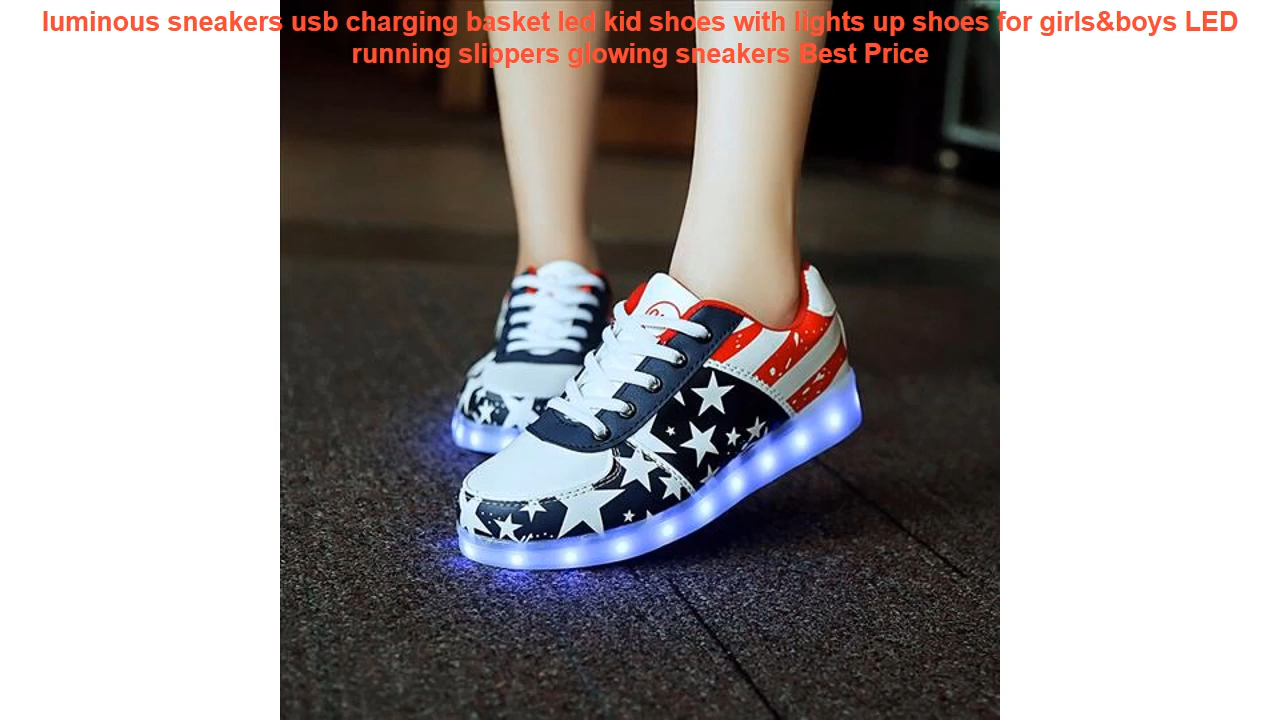 luminous sneakers usb charging basket led kid shoes with lights up shoes for girls&boys LED
running slippers glowing sneakers Best Price